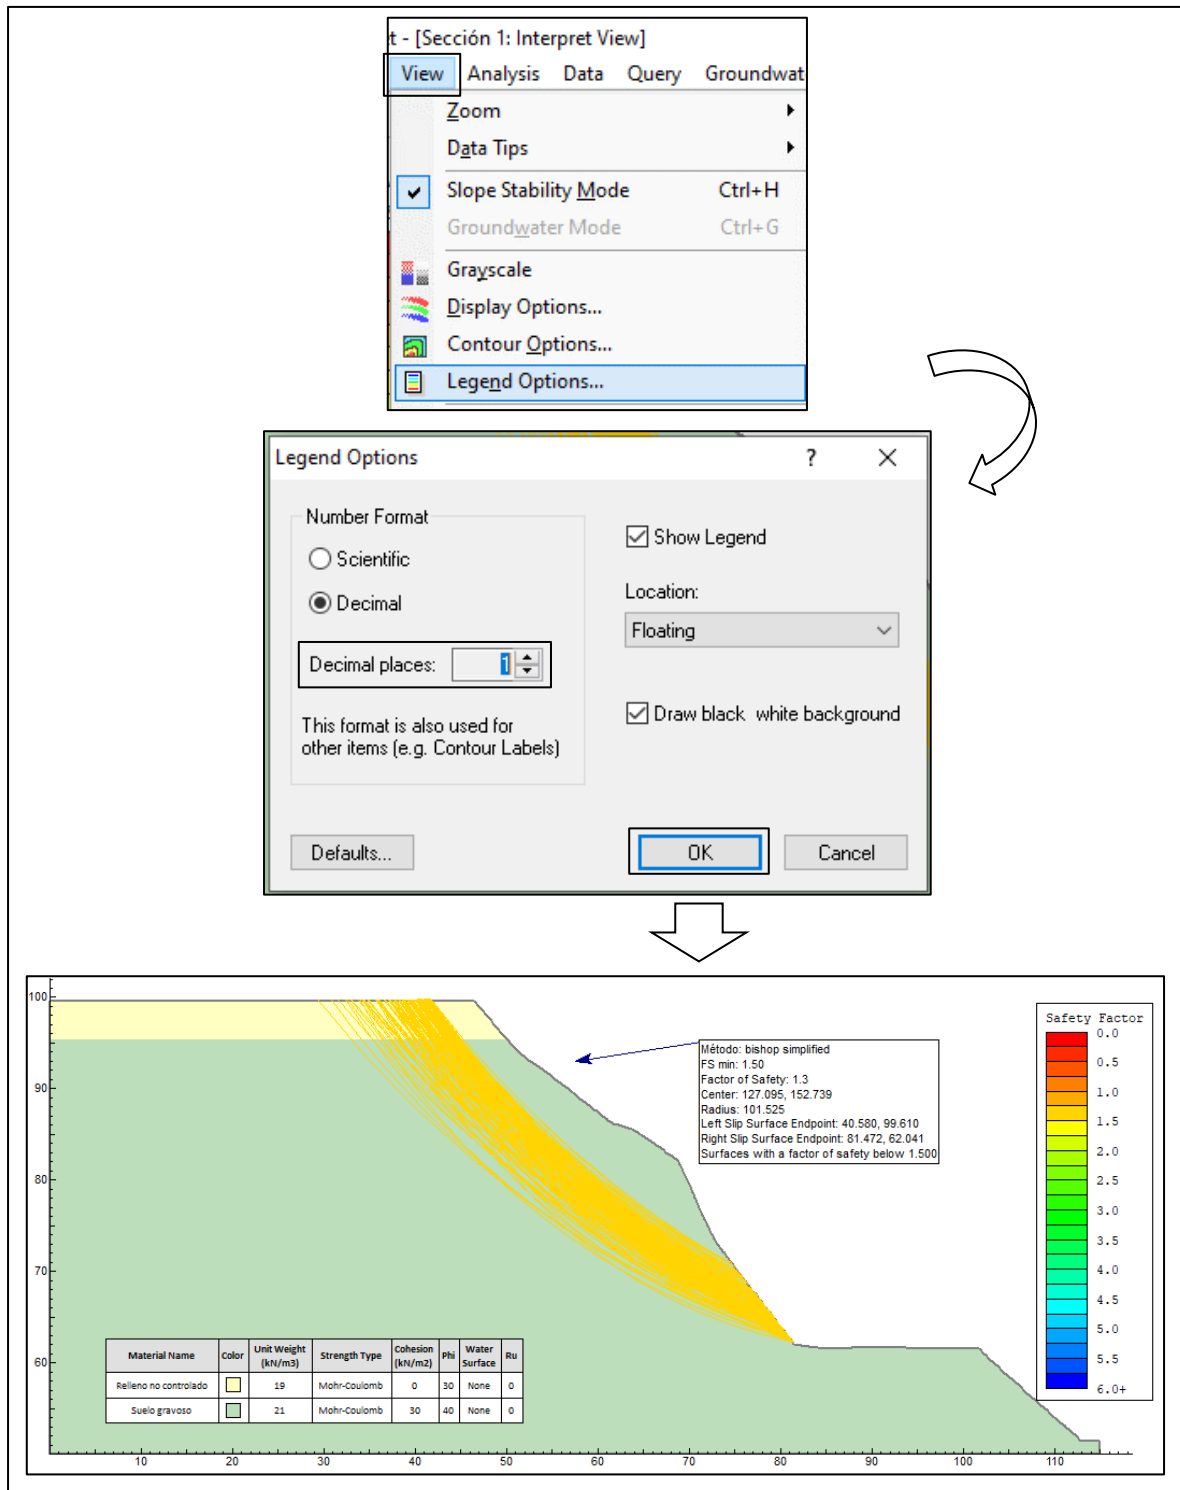 t - [Sección 1: Interpret View]
View Analysis Data Query Groundwat
Zoom
Data Tips
Slope Stability Mode Ctrl+H
Groundwater Mode Ctrl+G
Grayscale
Display Options...
Contour Options...
Legend Options...
Legend Options ?
Number Format
Scientific
Decimal
Decimal places: 1
This format is also used for
other items (e.g. Contour Labels)
Show Legend
Location:
Floating
Draw black white background
Defaults... OK Cancel
100
90
80
70
60
10 20 30 40 50 60 70 80 90 100 110
Método: bishop simplified
FS min: 1.50
Factor of Safety: 1.3
Center: 127.095, 152.739
Radius: 101.525
Left Slip Surface Endpoint: 40.580, 99.610
Right Slip Surface Endpoint: 81.472, 62.041
Surfaces with a factor of safety below 1.500
Safety Factor
0.0
0.5
1.0
1.5
2.0
2.5
3.0
3.5
4.0
4.5
5.0
5.5
6.0+
Material Name Color Unit Weight (kN/m3) Strength Type Cohesion (kN/m2) Phi Water Surface Ru
Relleno no controlado 19 Mohr-Coulomb 0 30 None 0
Suelo gravoso 21 Mohr-Coulomb 30 40 None 0